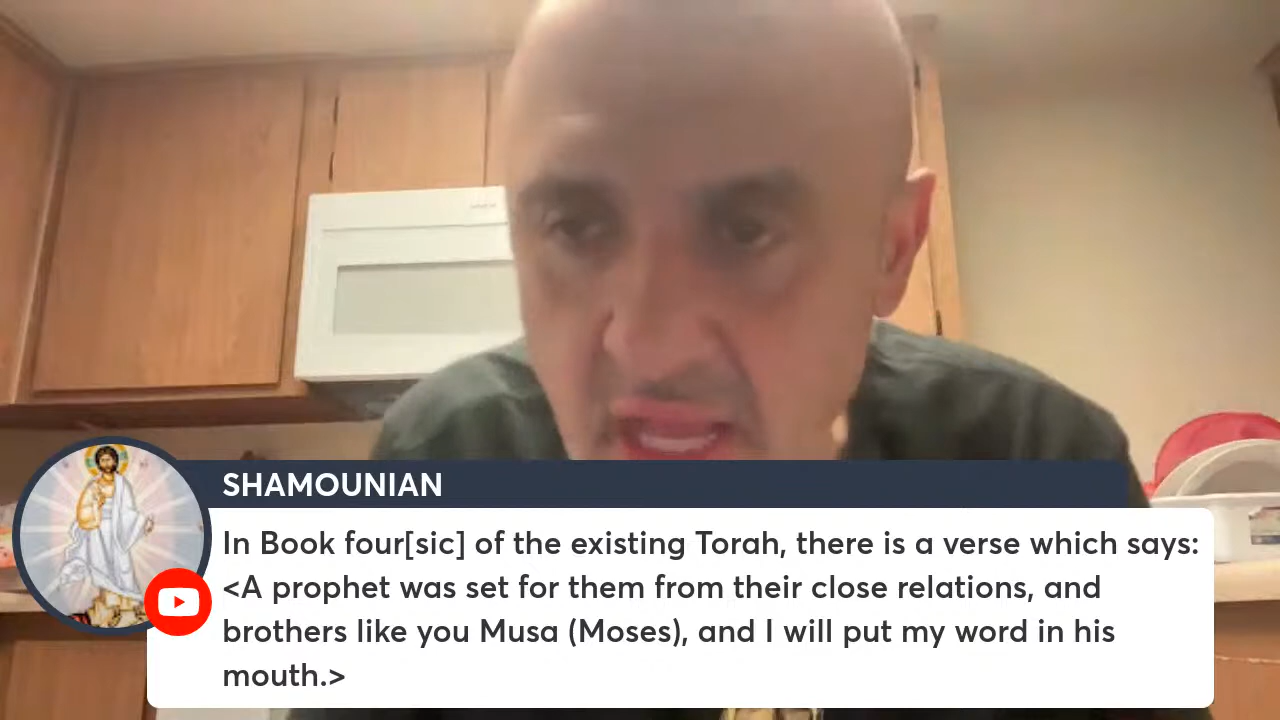 SHAMOUNIAN
In Book four[sic] of the existing Torah, there is a verse which says:
<A prophet was set for them from their close relations, and
brothers like you Musa (Moses), and I will put my word in his
mouth.>